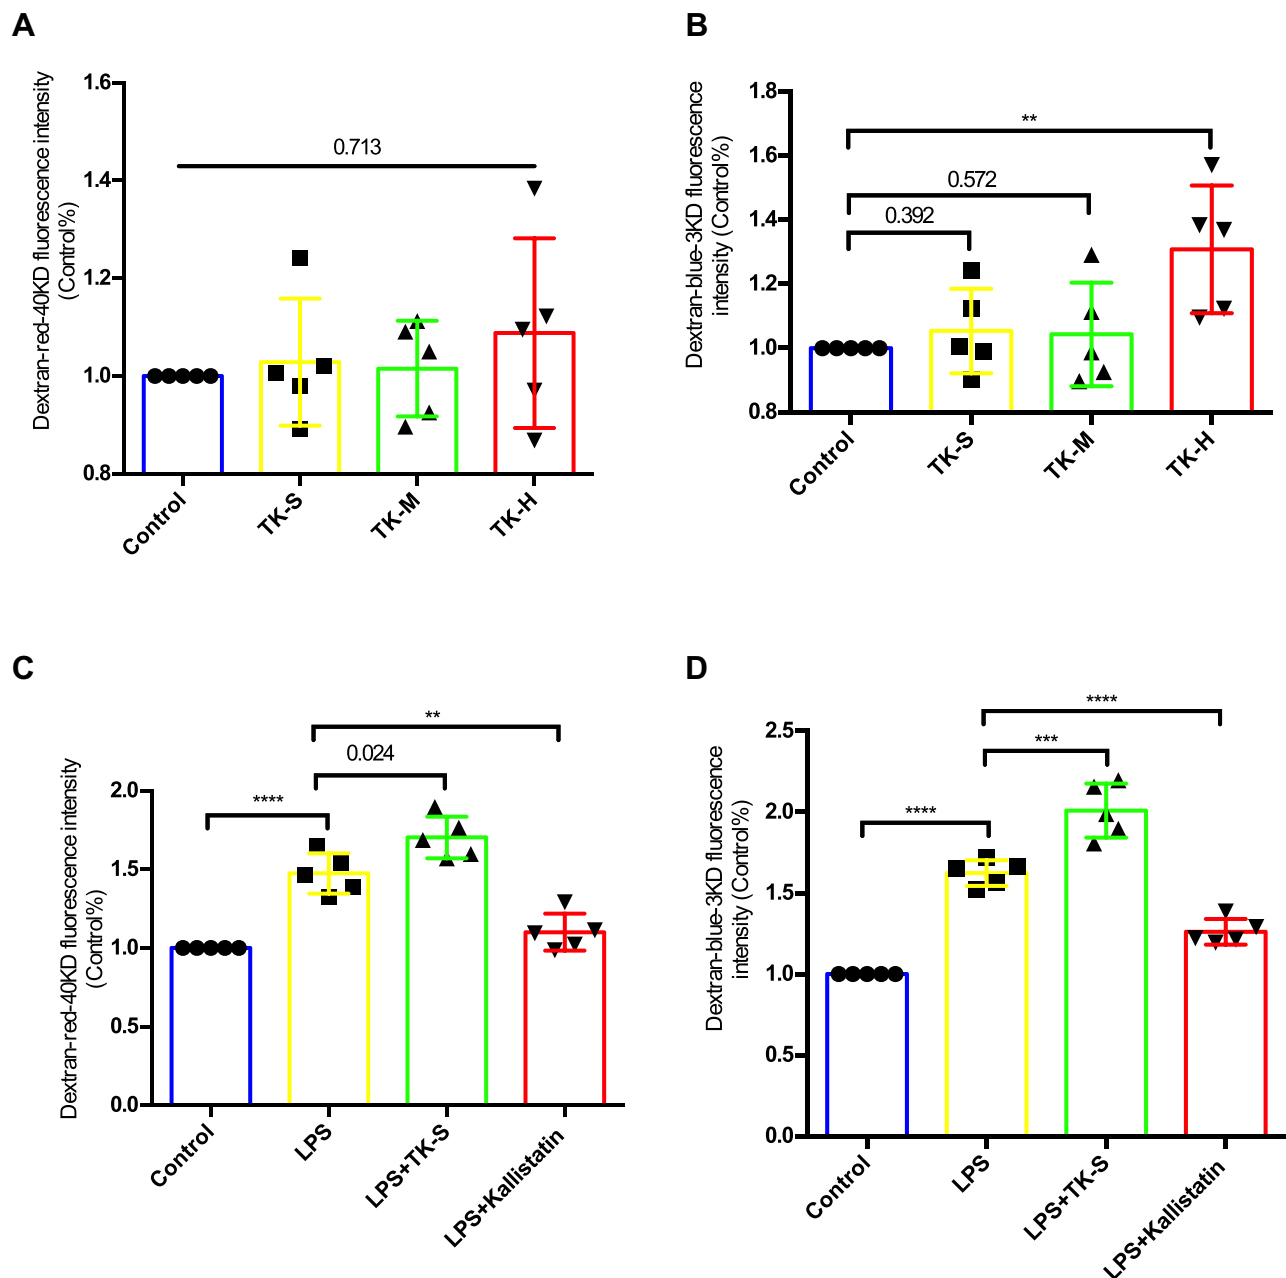 A
Dextran-red-40KD fluorescence intensity
(Control%)
1.6
1.4
1.2
1.0
0.8
0.713
Control
TK-S
TK-M
TK-H
B
Dextran-blue-3KD fluorescence
intensity (Control%)
1.8
1.6
1.4
1.2
1.0
0.8
**
0.572
0.392
Control
TK-S
TK-M
TK-H
C
Dextran-red-40KD fluorescence intensity
(Control%)
2.0
1.5
1.0
0.5
0.0
**
0.024
****
Control
LPS
LPS+TK-S
LPS+Kallistatin
D
Dextran-blue-3KD fluorescence
intensity (Control%)
2.5
2.0
1.5
1.0
0.5
0.0
****
***
****
Control
LPS
LPS+TK-S
LPS+Kallistatin